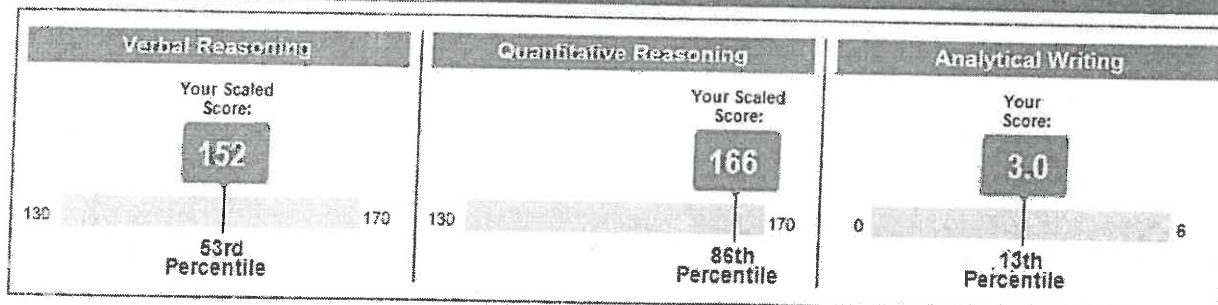 Verbal Reasoning
Your Scaled
Score:
152
130
170
53rd
Percentile
Quantitative Reasoning
Your Scaled
Score:
166
130
170
86th
Percentile
Analytical Writing
Your
Score:
3.0
0
6
13th
Percentile